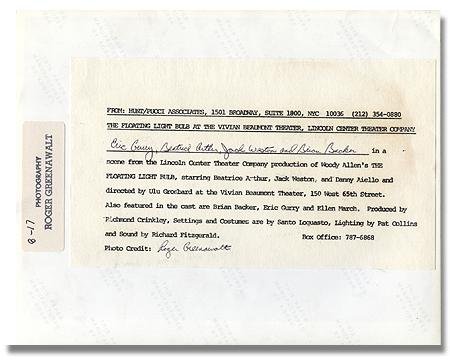 FROM: HUNT/PUCCI ASSOCIATES, 1501 BROADWAY, SUITE 1800, NYC 10036 (212) 354-0880
THE FLOATING LIGHT BULB AT THE VIVIAN BEAUMONT THEATER, LINCOLN CENTER THEATER COMPANY
Eric Gurry, Beatrice Arthur, Jack Weston and Brian Backer in a
scene from the Lincoln Center Theater Company production of Woody Allen's THE
FLOATING LIGHT BULB, starring Beatrice Arthur, Jack Weston, and Danny Aiello and
directed by Ulu Grosbard at the Vivian Beaumont Theater, 150 West 65th Street.
Also featured in the cast are Brian Backer, Eric Gurry and Ellen March. Produced by
Richmond Crinkley, Settings and Costumes are by Santo Loquasto, Lighting by Pat Collins
and Sound by Richard Fitzgerald. Box Office: 787-6868
Photo Credit: Roger Greenawalt
PHOTOGRAPHY
ROGER GREENAWALT
8-17